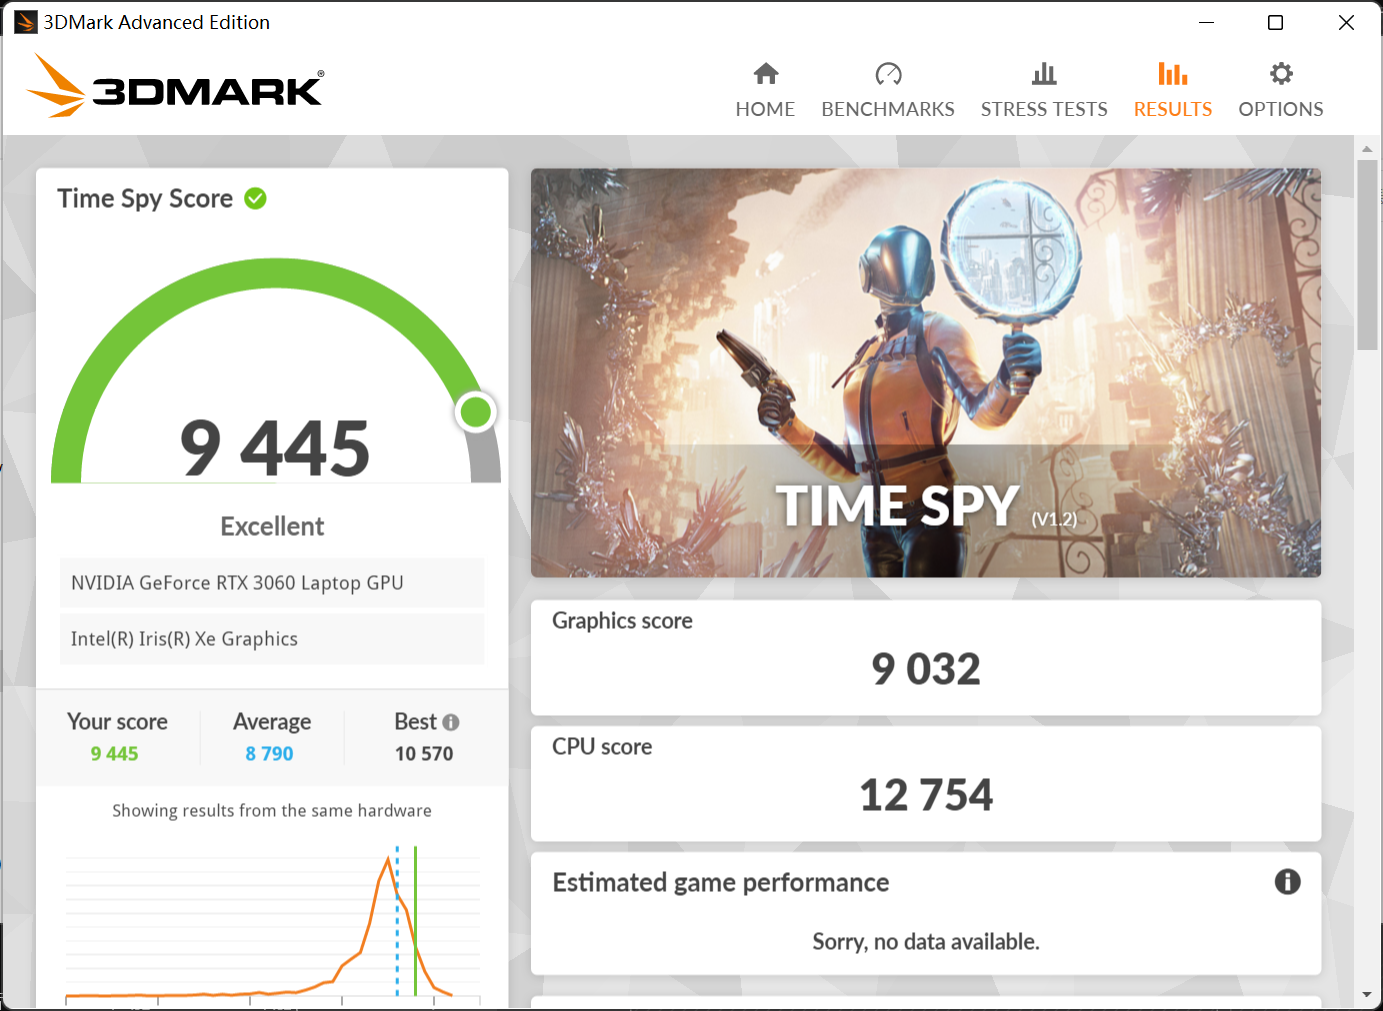 3DMark Advanced Edition
3DMARK®
HOME
BENCHMARKS
STRESS TESTS
RESULTS
OPTIONS
Time Spy Score
9 445
Excellent
NVIDIA GeForce RTX 3060 Laptop GPU
Intel(R) Iris(R) Xe Graphics
Your score
9 445
Average
8 790
Best
10 570
Showing results from the same hardware
TIME SPY (V1.2)
Graphics score
9 032
CPU score
12 754
Estimated game performance
Sorry, no data available.